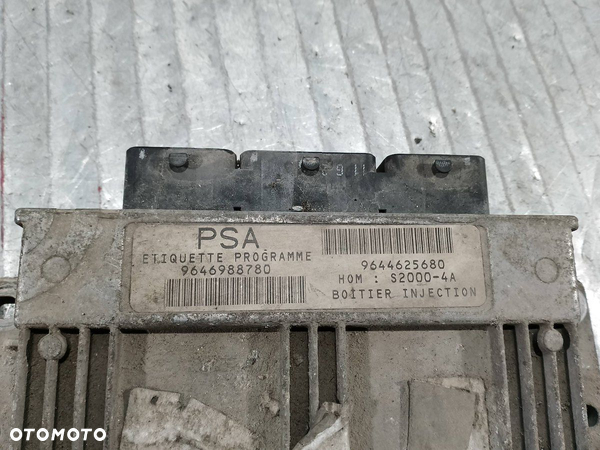 PSA
ETIQUETTE PROGRAMME
9646988780
9644625680
HOM : S2000-4A
BOITIER INJECTION
OTOMOTO